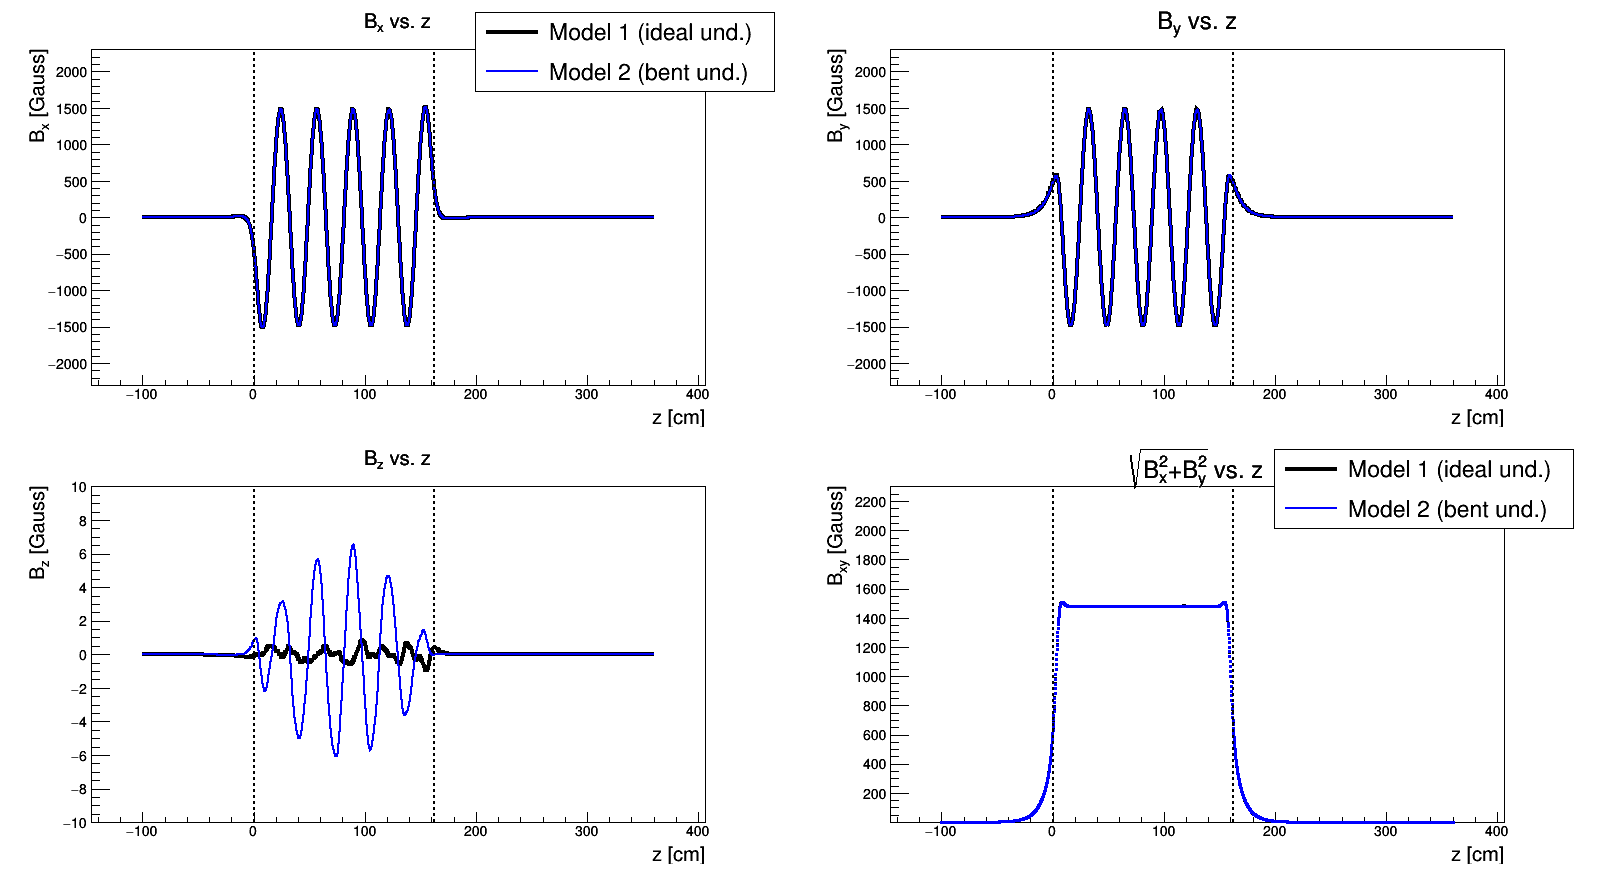 Bx vs. z
Model 1 (ideal und.)
Model 2 (bent und.)
Bx [Gauss]
2000
1500
1000
500
0
−500
−1000
−1500
−2000
−100 0 100 200 300 400
z [cm]
By vs. z
By [Gauss]
2000
1500
1000
500
0
−500
−1000
−1500
−2000
−100 0 100 200 300 400
z [cm]
Bz vs. z
Bz [Gauss]
10
8
6
4
2
0
−2
−4
−6
−8
−10
−100 0 100 200 300 400
z [cm]
√Bx²+By² vs. z
Model 1 (ideal und.)
Model 2 (bent und.)
Bxy [Gauss]
2200
2000
1800
1600
1400
1200
1000
800
600
400
200
−100 0 100 200 300 400
z [cm]